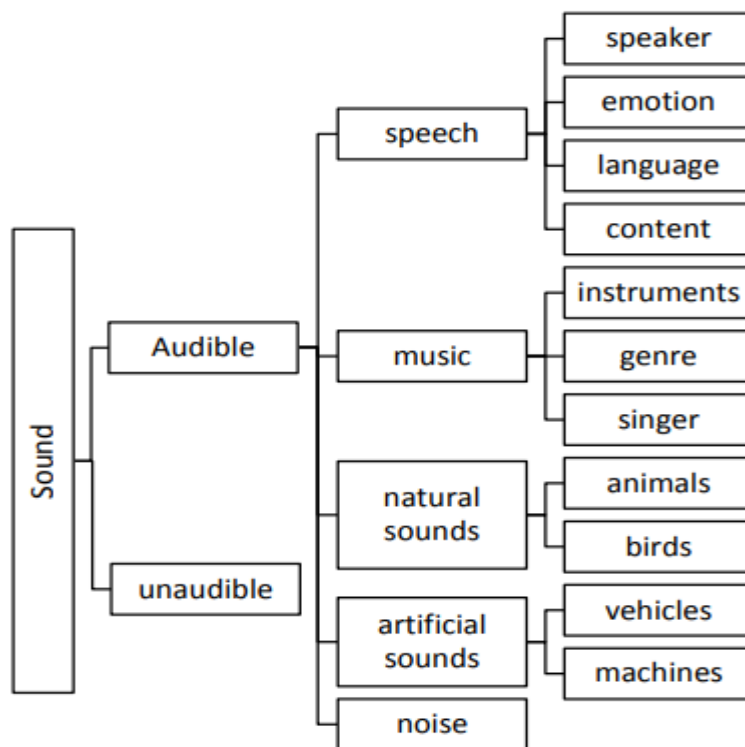 speaker
emotion
speech
language
content
instruments
Audible
music
genre
singer
Sound
natural
sounds
animals
birds
unaudible
vehicles
artificial
sounds
machines
noise